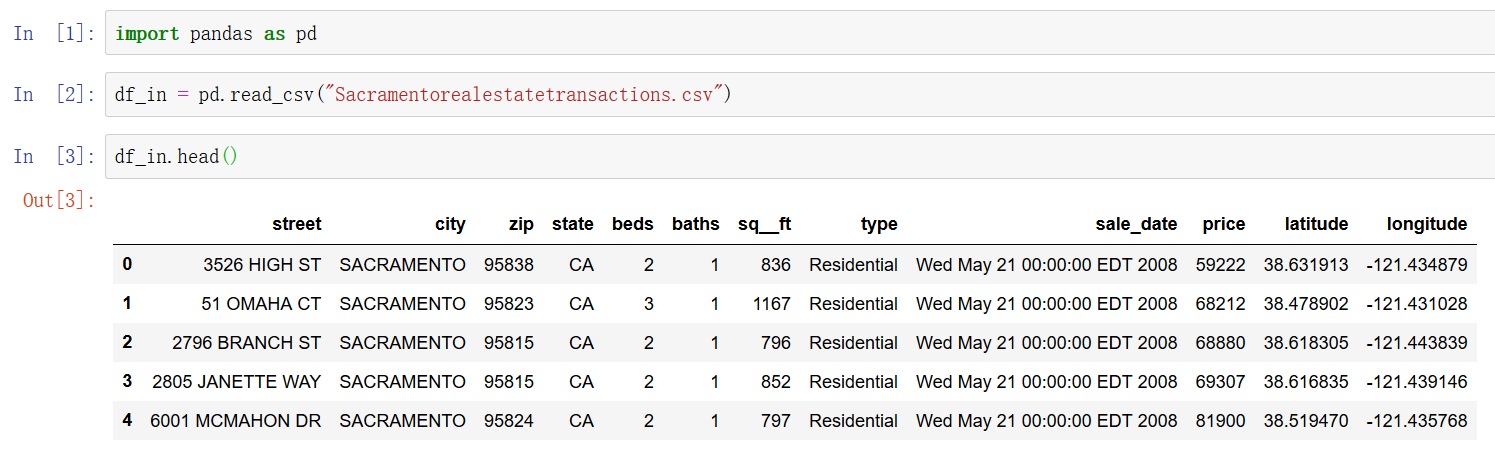 In [1]: import pandas as pd
In [2]: df_in = pd.read_csv("Sacramentorealestatetransactions.csv")
In [3]: df_in.head()
Out[3]:
street city zip state beds baths sq__ft type sale_date price latitude longitude
0 3526 HIGH ST SACRAMENTO 95838 CA 2 1 836 Residential Wed May 21 00:00:00 EDT 2008 59222 38.631913 -121.434879
1 51 OMAHA CT SACRAMENTO 95823 CA 3 1 1167 Residential Wed May 21 00:00:00 EDT 2008 68212 38.478902 -121.431028
2 2796 BRANCH ST SACRAMENTO 95815 CA 2 1 796 Residential Wed May 21 00:00:00 EDT 2008 68880 38.618305 -121.443839
3 2805 JANETTE WAY SACRAMENTO 95815 CA 2 1 852 Residential Wed May 21 00:00:00 EDT 2008 69307 38.616835 -121.439146
4 6001 MCMAHON DR SACRAMENTO 95824 CA 2 1 797 Residential Wed May 21 00:00:00 EDT 2008 81900 38.519470 -121.435768